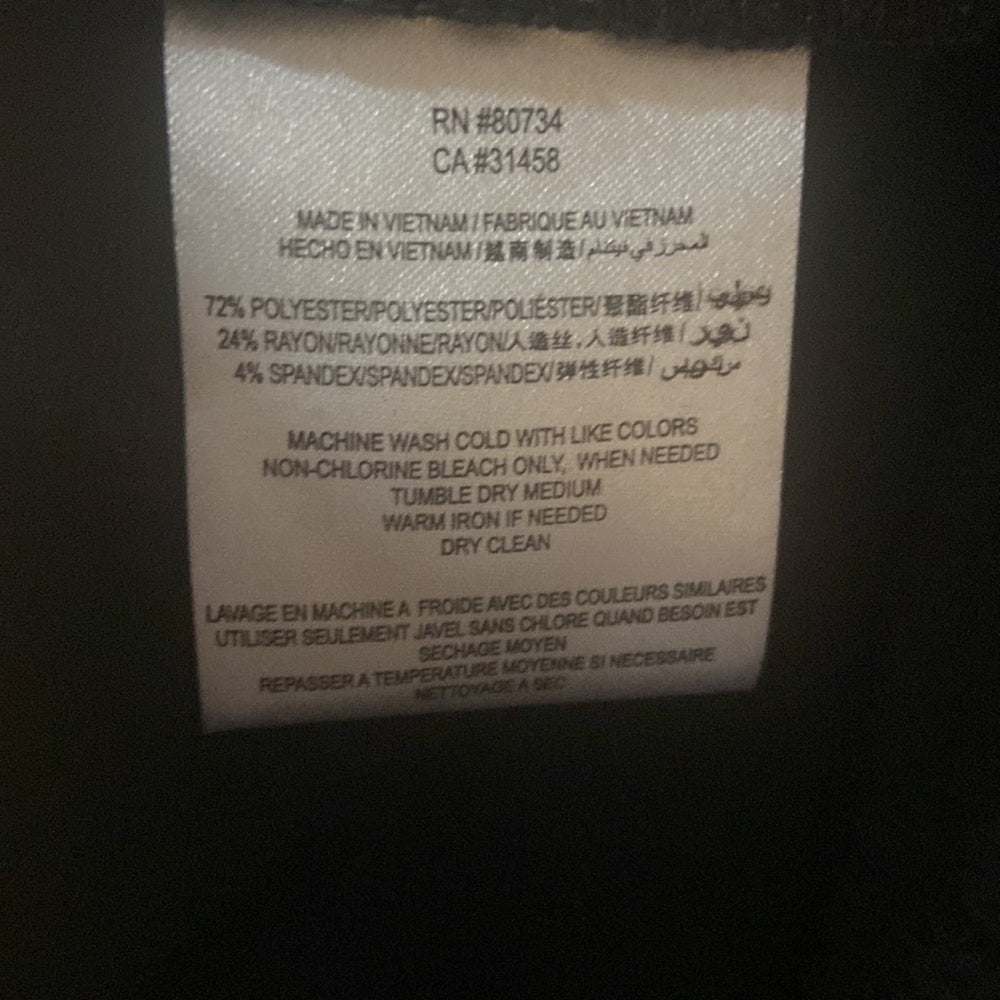 RN #80734
CA #31458
MADE IN VIETNAM / FABRIQUE AU VIETNAM
HECHO EN VIETNAM / 越南制造 / في فيتنام
72% POLYESTER/POLYESTER/POLIÉSTER/聚酯纤维/
24% RAYON/RAYONNE/RAYON/人造丝,人造纤维/
4% SPANDEX/SPANDEX/SPANDEX/弹性纤维/
MACHINE WASH COLD WITH LIKE COLORS
NON-CHLORINE BLEACH ONLY, WHEN NEEDED
TUMBLE DRY MEDIUM
WARM IRON IF NEEDED
DRY CLEAN
LAVAGE EN MACHINE A FROIDE AVEC DES COULEURS SIMILAIRES
UTILISER SEULEMENT JAVEL SANS CHLORE QUAND BESOIN EST
SECHAGE MOYEN
REPASSER A TEMPERATURE MOYENNE SI NECESSAIRE
NETTOYAGE A SEC